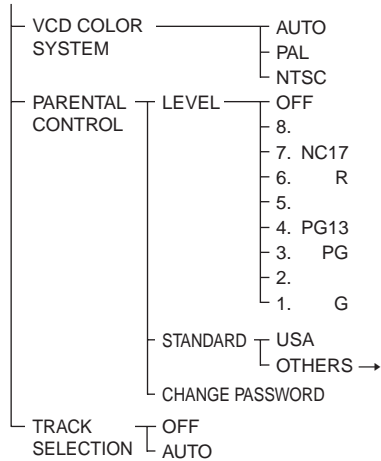 VCD COLOR SYSTEM
AUTO
PAL
NTSC
PARENTAL CONTROL
LEVEL
OFF
8.
7. NC17
6. R
5.
4. PG13
3. PG
2.
1. G
STANDARD
USA
OTHERS →
CHANGE PASSWORD
TRACK SELECTION
OFF
AUTO